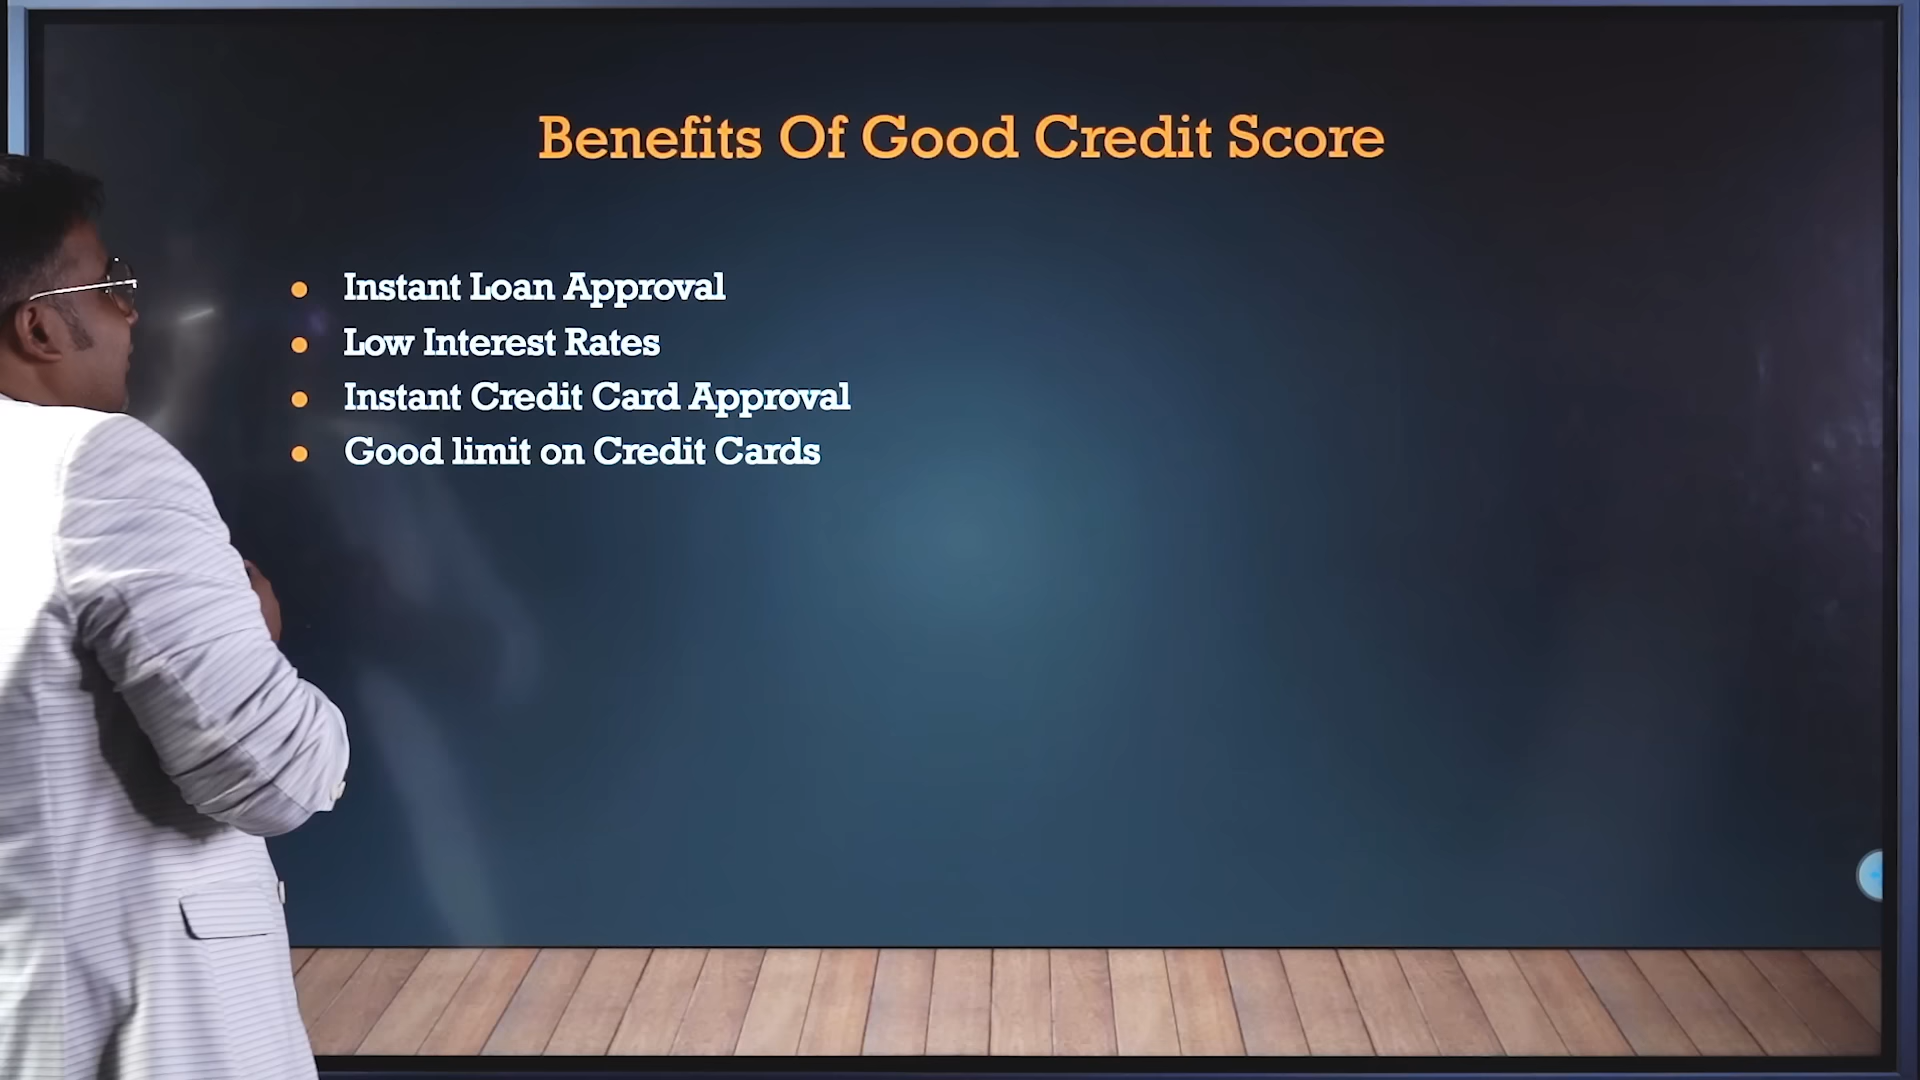 Benefits Of Good Credit Score
Instant Loan Approval
Low Interest Rates
Instant Credit Card Approval
Good limit on Credit Cards